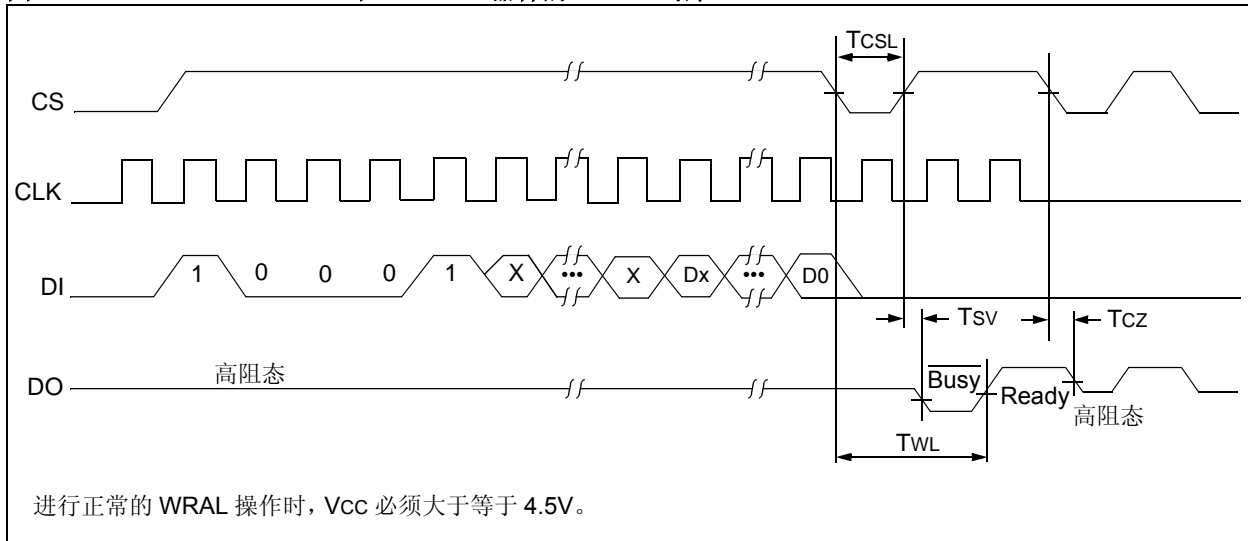 TCSL
CS
CLK
DI
1 0 0 0 1 X ••• X Dx ••• D0
TSV
TCZ
高阻态
DO
Busy
Ready
高阻态
TWL
进行正常的 WRAL 操作时，VCC 必须大于等于 4.5V。